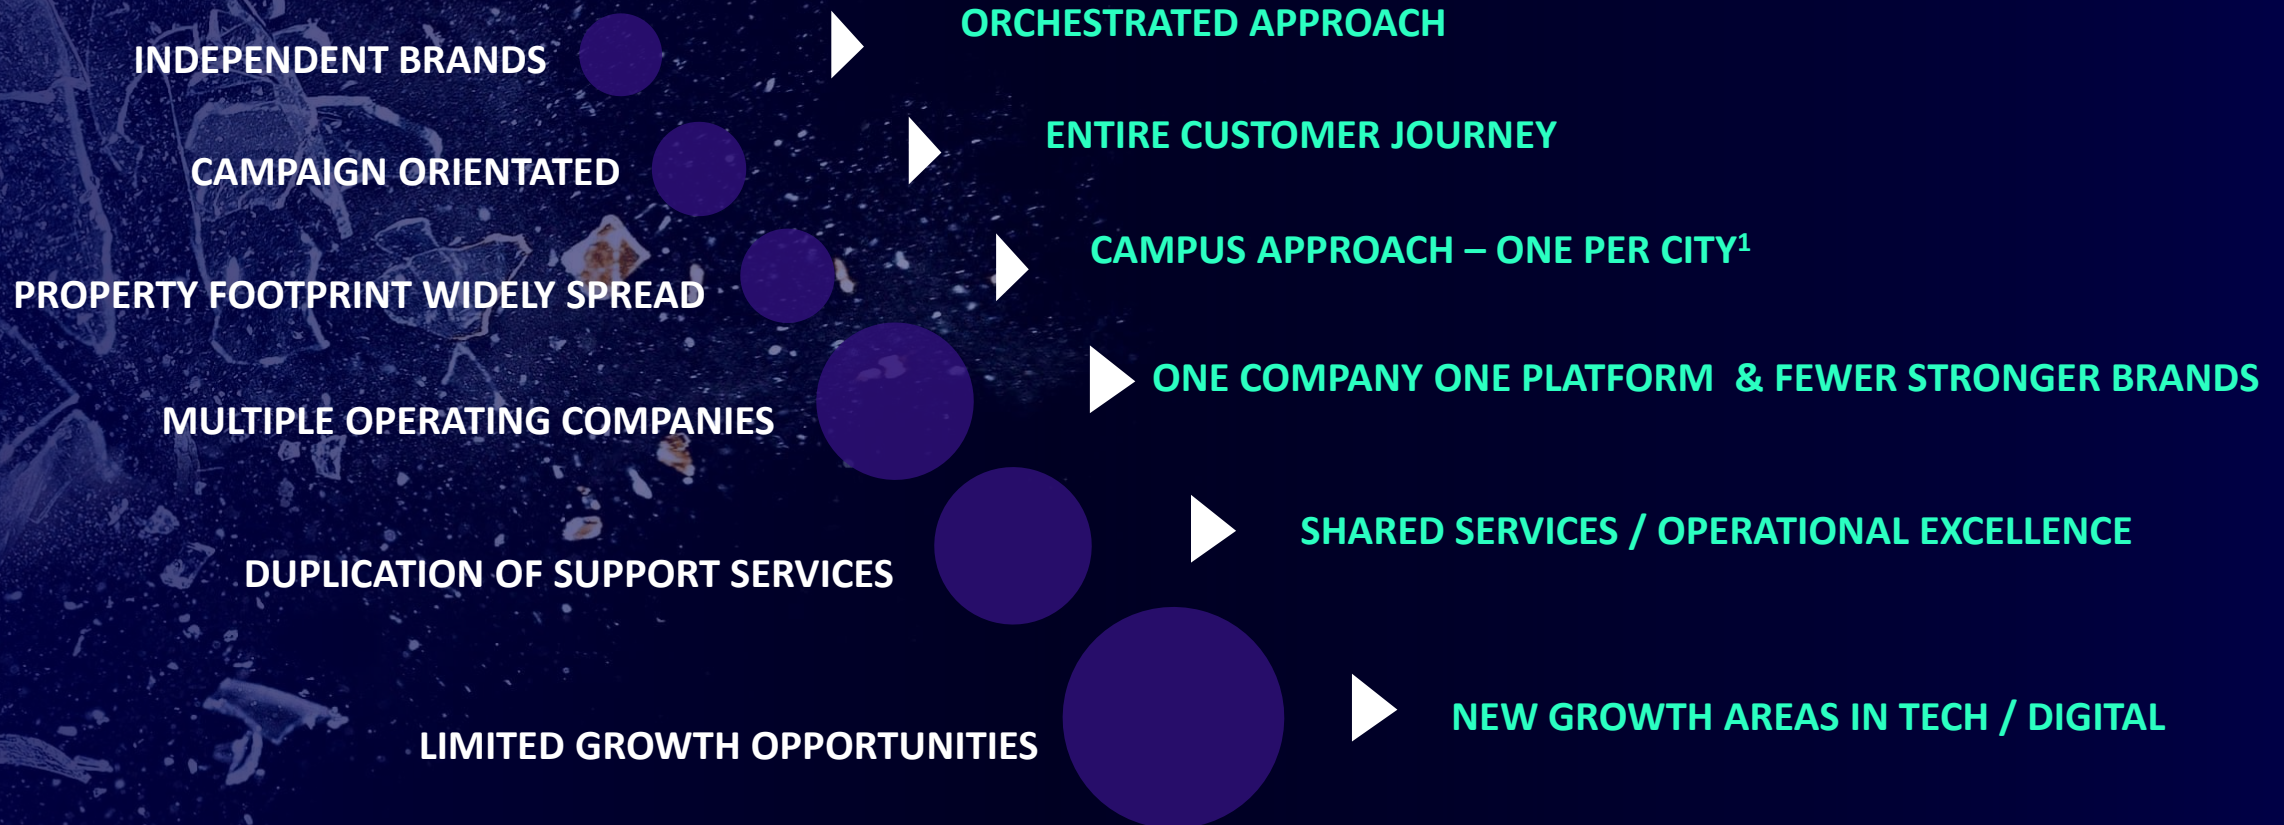 INDEPENDENT BRANDS
ORCHESTRATED APPROACH
CAMPAIGN ORIENTATED
ENTIRE CUSTOMER JOURNEY
PROPERTY FOOTPRINT WIDELY SPREAD
CAMPUS APPROACH – ONE PER CITY¹
MULTIPLE OPERATING COMPANIES
ONE COMPANY ONE PLATFORM & FEWER STRONGER BRANDS
DUPLICATION OF SUPPORT SERVICES
SHARED SERVICES / OPERATIONAL EXCELLENCE
LIMITED GROWTH OPPORTUNITIES
NEW GROWTH AREAS IN TECH / DIGITAL